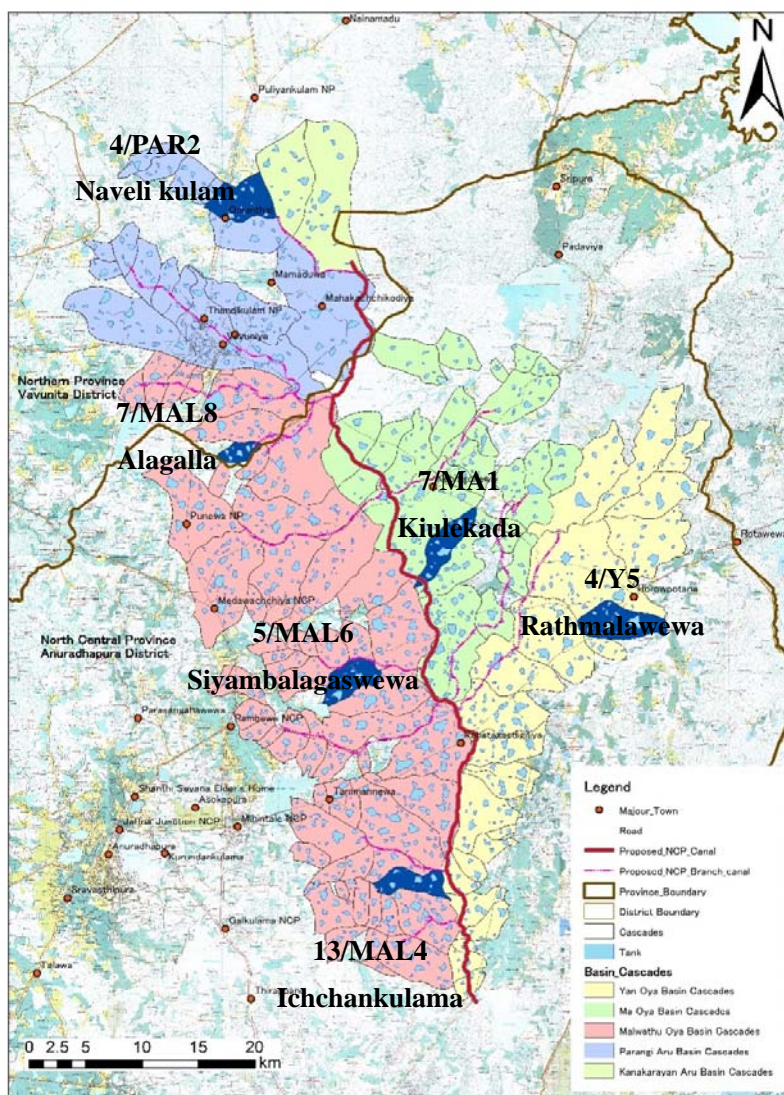 Nainamadu
N
Puliyankulam NP
4/PAR2
Naveli kulam
Sripura
Padaviya
Mamaduwa
Mahakachchikodiya
Thandikulam NP
Vavuniya
Northern Province
Vavunita District
7/MAL8
Alagalla
7/MA1
Kiulekada
Punewa NP
Rotawewa
4/Y5
Horowpotana
Rathmalawewa
Medawachchiya NCP
North Central Province
Anuradhapura District
5/MAL6
Siyambalagaswewa
Parasangahawewa
Rambewe NCP
Kabatagasdigiliya
Shanthi Sevana Elder's Home
Asokapura
Tammannewa
Jaffna Junction NCP
Mihintale NCP
Anuradhapura
Kurundankulama
Sravasthipura
Galkulama NCP
13/MAL4
Ichchankulama
Talawa
0 2.5 5 10 15 20
km
Legend
Majour_Town
Road
Proposed_NCP_Canal
Proposed_NCP_Branch_canal
Province_Boundary
District Boundary
Cascades
Tank
Basin_Cascades
Yan Oya Basin Cascades
Ma Oya Basin Cascades
Malwathu Oya Basin Cascades
Parangi Aru Basin Cascades
Kanakarayan Aru Basin Cascades